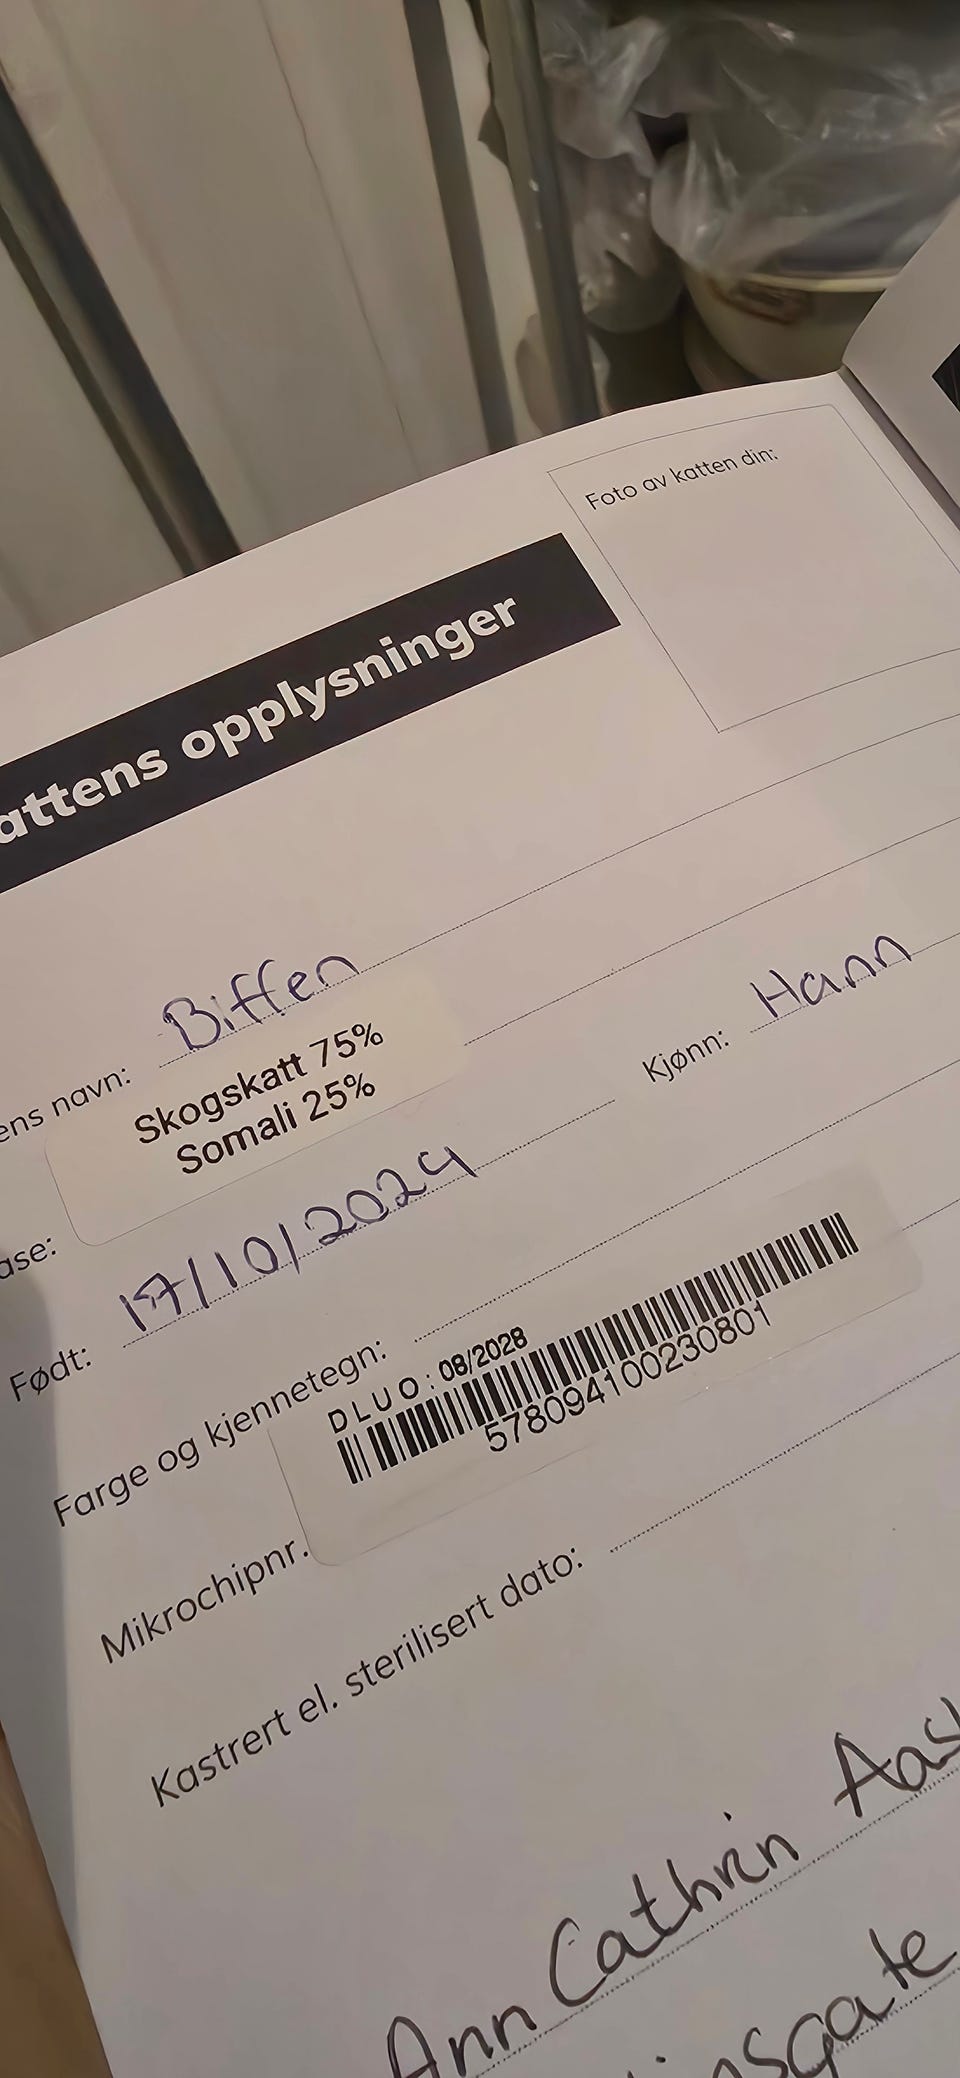 Foto av katten din:
attens opplysninger
ens navn: Biffen
Skogskatt 75%
Somali 25%
ase:
Kjønn: Hann
Født: 17/10/2024
Farge og kjennetegn:
DLUO: 08/2028
578094100230801
Mikrochipnr.
Kastrert el. sterilisert dato:
Ann Cathrin